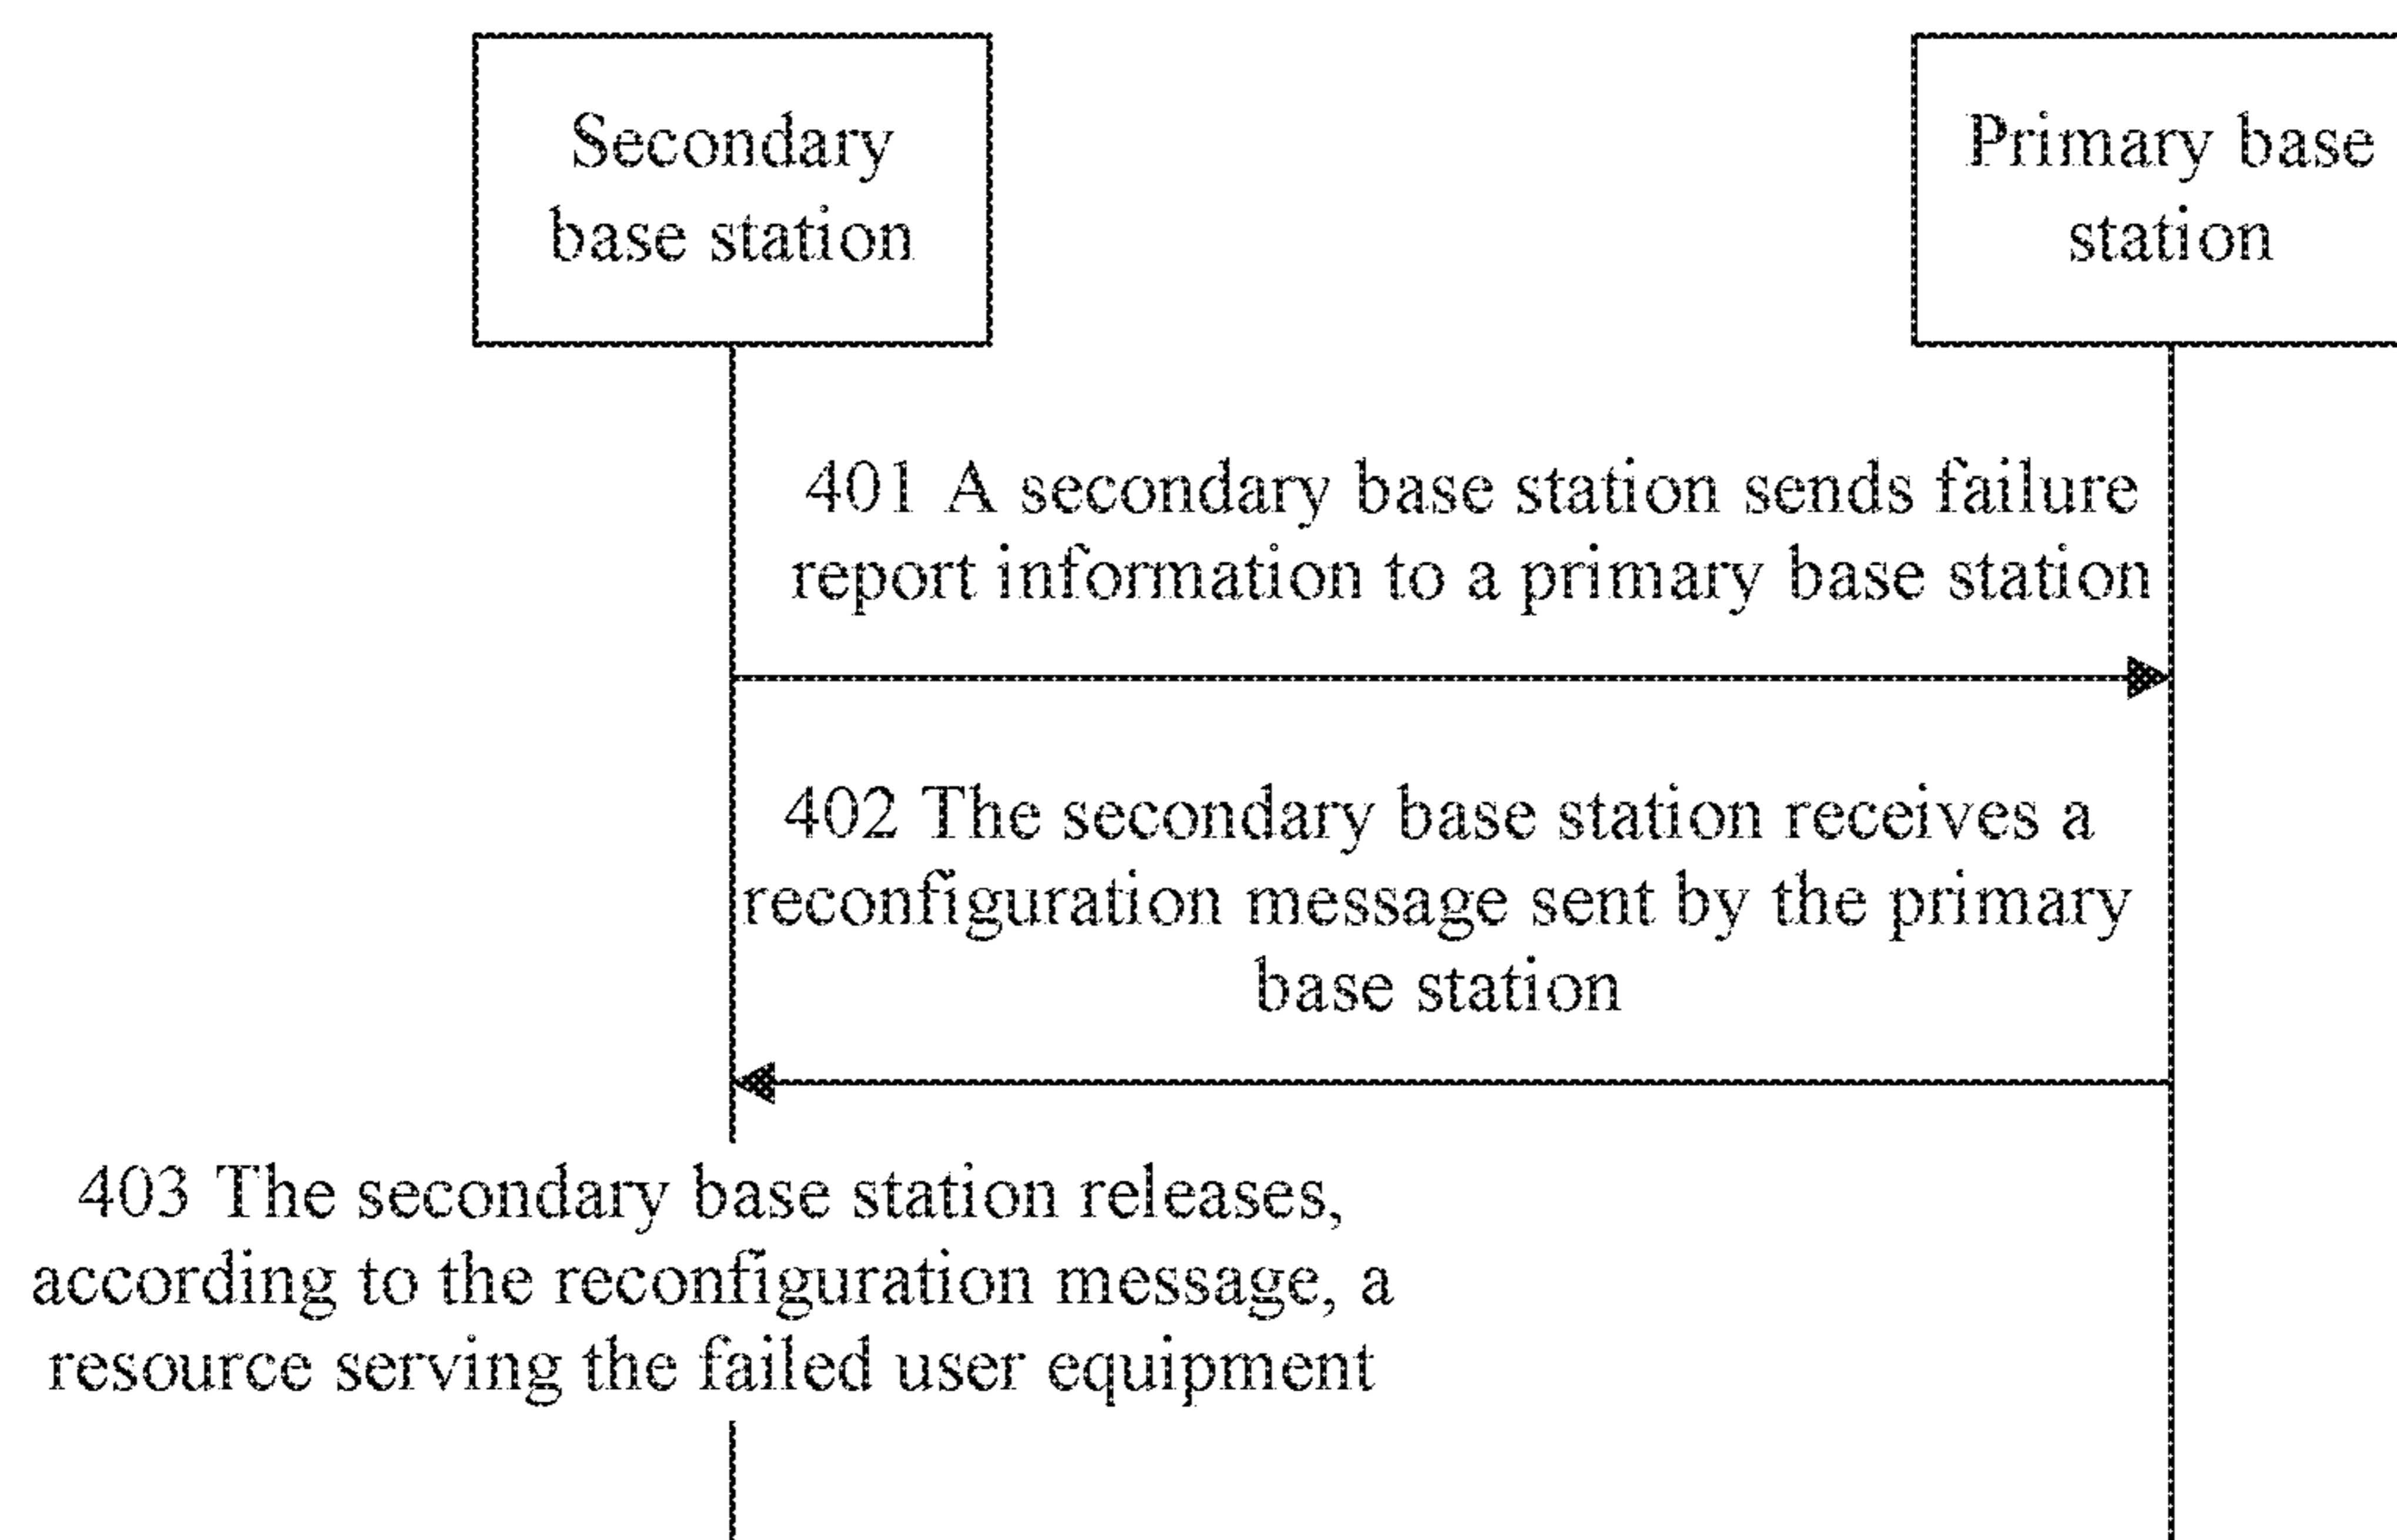 Secondary
base station
Primary base
station
401 A secondary base station sends failure
report information to a primary base station
402 The secondary base station receives a
reconfiguration message sent by the primary
base station
403 The secondary base station releases,
according to the reconfiguration message, a
resource serving the failed user equipment